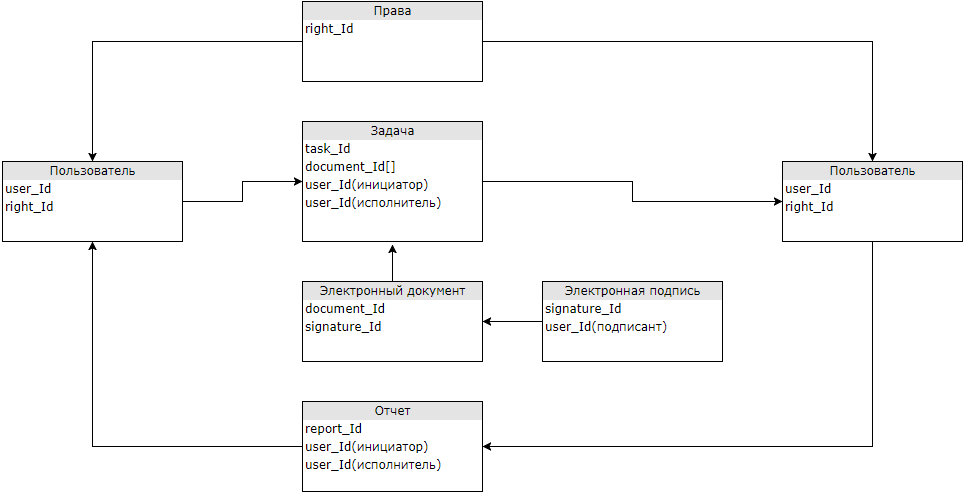 Права
right_Id
Задача
task_Id
document_Id[]
user_Id(инициатор)
user_Id(исполнитель)
Пользователь
user_Id
right_Id
Пользователь
user_Id
right_Id
Электронный документ
document_Id
signature_Id
Электронная подпись
signature_Id
user_Id(подписант)
Отчет
report_Id
user_Id(инициатор)
user_Id(исполнитель)